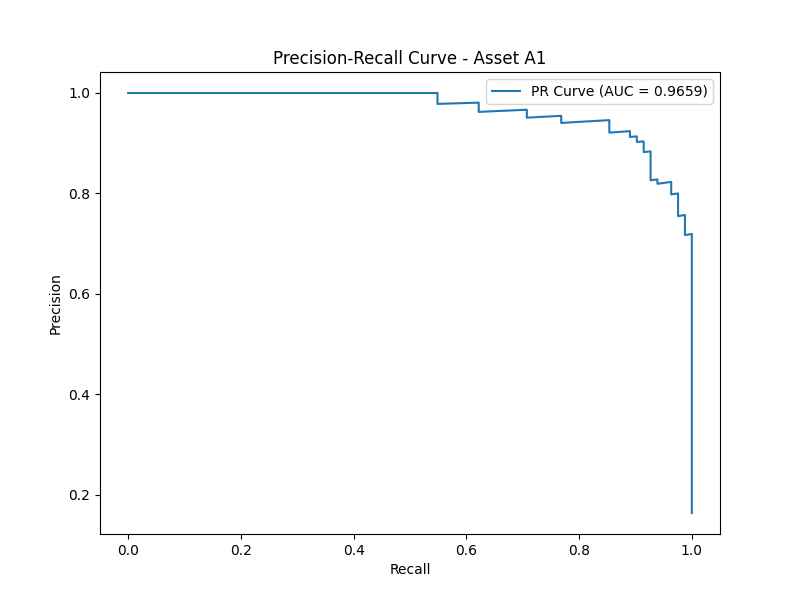 Precision-Recall Curve - Asset A1
PR Curve (AUC = 0.9659)
Precision
1.0
0.8
0.6
0.4
0.2
0.0 0.2 0.4 0.6 0.8 1.0
Recall